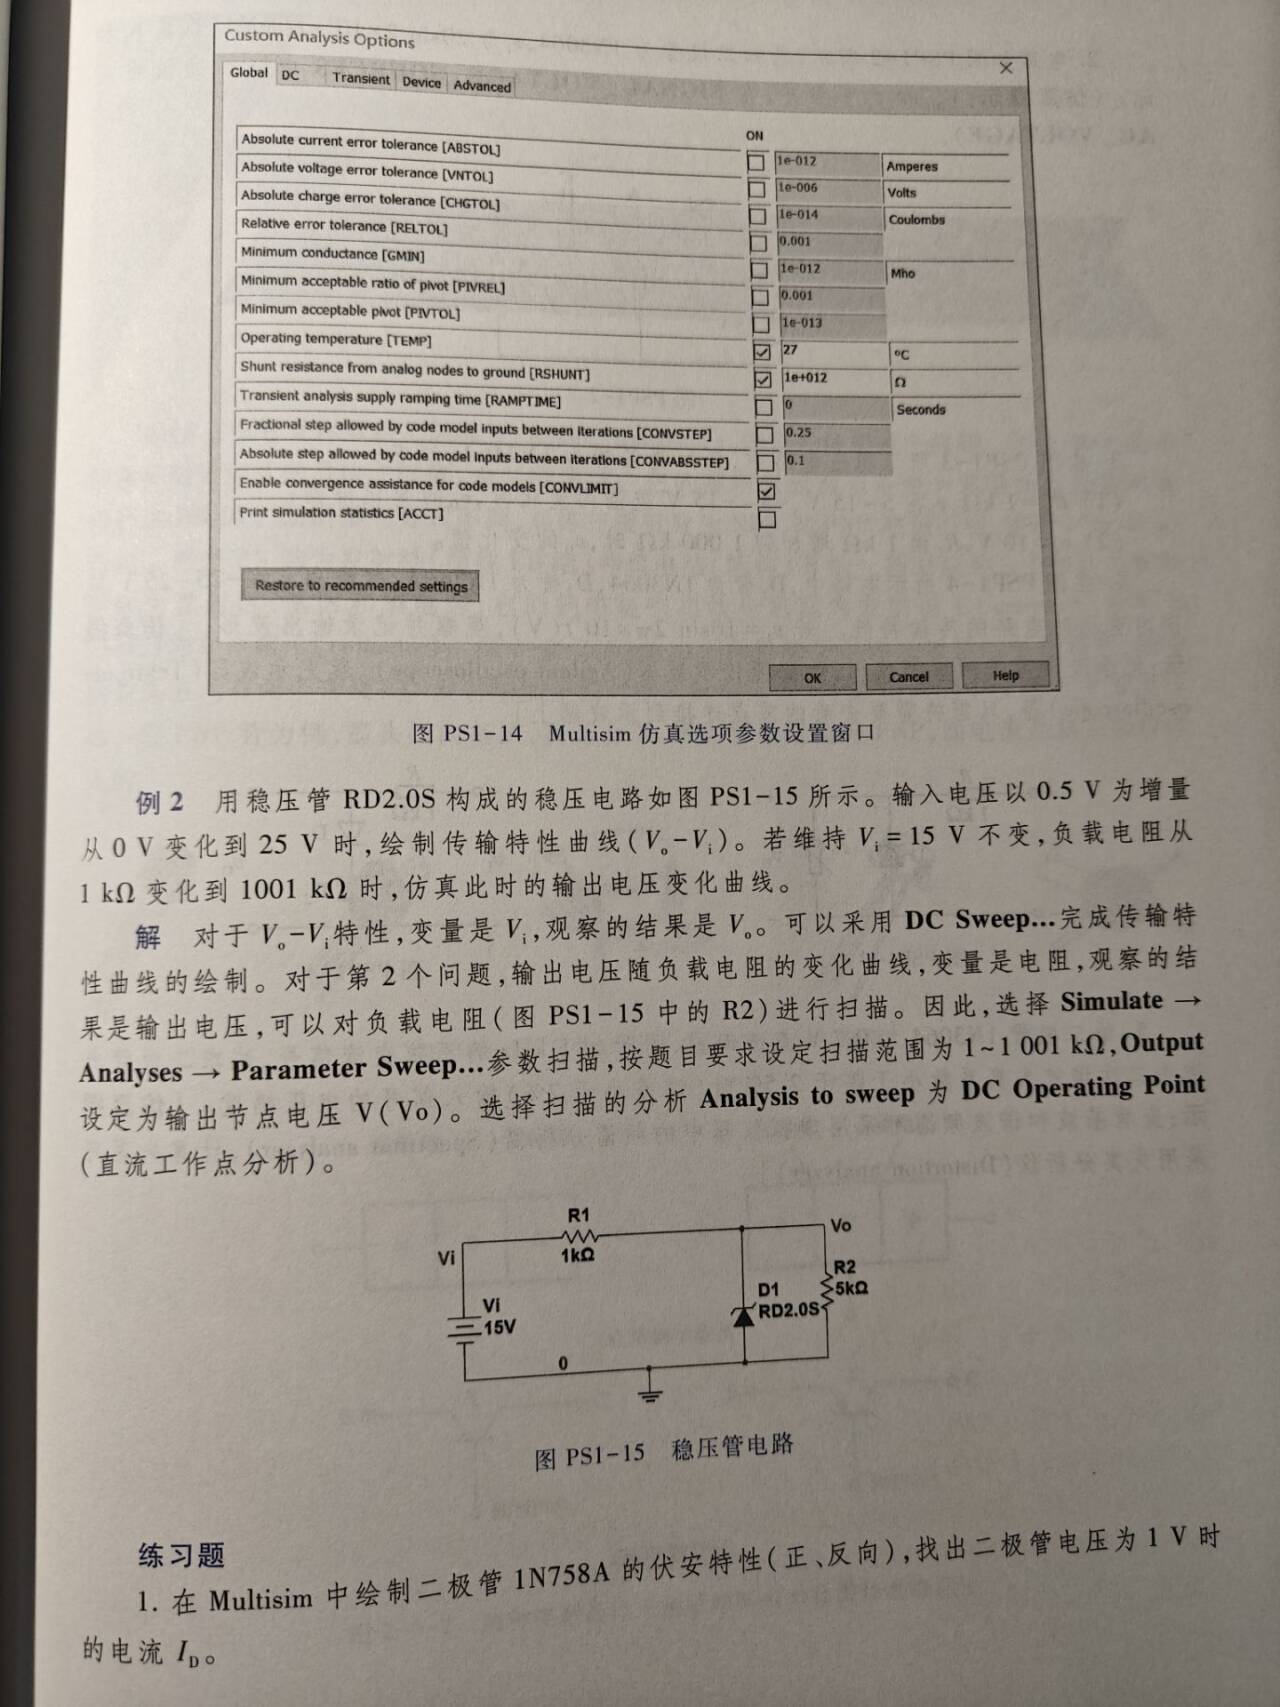 Custom Analysis Options
Global DC Transient Device Advanced
ON
Absolute current error tolerance [ABSTOL] 1e-012 Amperes
Absolute voltage error tolerance [VNTOL] 1e-006 Volts
Absolute charge error tolerance [CHGTOL] 1e-014 Coulombs
Relative error tolerance [RELTOL] 0.001
Minimum conductance [GMIN] 1e-012 Mho
Minimum acceptable ratio of pivot [PIVREL] 0.001
Minimum acceptable pivot [PIVTOL] 1e-013
Operating temperature [TEMP] 27 °C
Shunt resistance from analog nodes to ground [RSHUNT] 1e+012 Ω
Transient analysis supply ramping time [RAMPTIME] 0 Seconds
Fractional step allowed by code model inputs between iterations [CONVSTEP] 0.25
Absolute step allowed by code model inputs between iterations [CONVABSSTEP] 0.1
Enable convergence assistance for code models [CONVLIMIT]
Print simulation statistics [ACCT]
Restore to recommended settings
OK Cancel Help
图 PS1-14 Multisim 仿真选项参数设置窗口
例 2 用稳压管 RD2.0S 构成的稳压电路如图 PS1-15 所示。输入电压以 0.5 V 为增量
从 0 V 变化到 25 V 时,绘制传输特性曲线(Vo-Vi)。若维持 Vi = 15 V 不变,负载电阻从
1 kΩ 变化到 1001 kΩ 时,仿真此时的输出电压变化曲线。
解 对于 Vo-Vi特性,变量是 Vi,观察的结果是 Vo。可以采用 DC Sweep…完成传输特
性曲线的绘制。对于第 2 个问题,输出电压随负载电阻的变化曲线,变量是电阻,观察的结
果是输出电压,可以对负载电阻(图 PS1-15 中的 R2)进行扫描。因此,选择 Simulate →
Analyses → Parameter Sweep…参数扫描,按题目要求设定扫描范围为 1~1 001 kΩ,Output
设定为输出节点电压 V(Vo)。选择扫描的分析 Analysis to sweep 为 DC Operating Point
(直流工作点分析)。
R1
1kΩ
Vi
Vo
Vi
15V
D1
RD2.0S
R2
5kΩ
0
图 PS1-15 稳压管电路
练习题
1. 在 Multisim 中绘制二极管 1N758A 的伏安特性(正、反向),找出二极管电压为 1 V 时
的电流 ID。